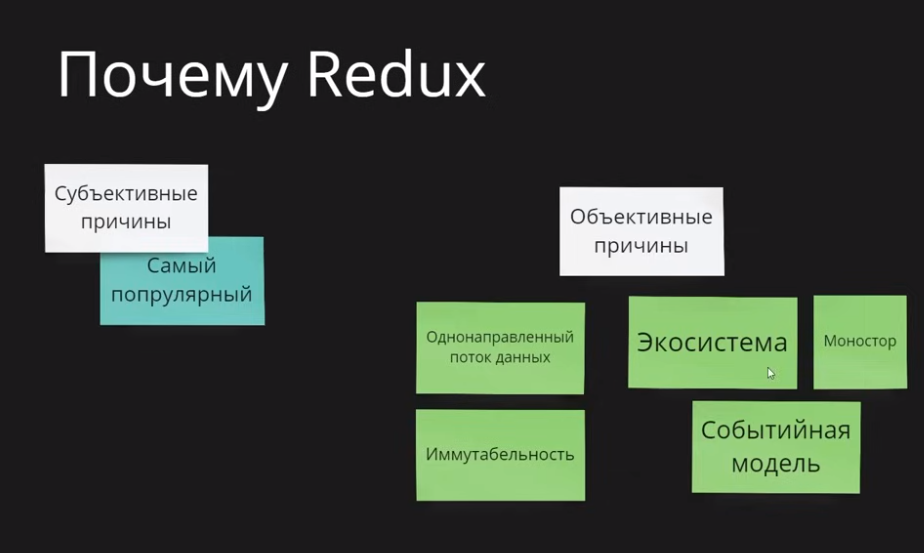 Почему Redux
Субъективные
причины
Самый
попрулярный
Объективные
причины
Однонаправленный
поток данных
Экосистема
Моностор
Иммутабельность
Событийная
модель